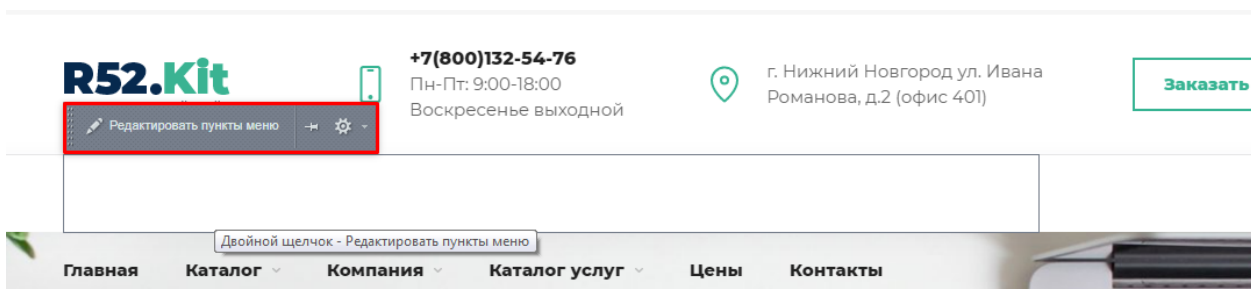 R52.Kit
+7(800)132-54-76
Пн-Пт: 9:00-18:00
Воскресенье выходной
г. Нижний Новгород ул. Ивана
Романова, д.2 (офис 401)
Заказать
Редактировать пункты меню
Двойной щелчок - Редактировать пункты меню
Главная Каталог Компания Каталог услуг Цены Контакты